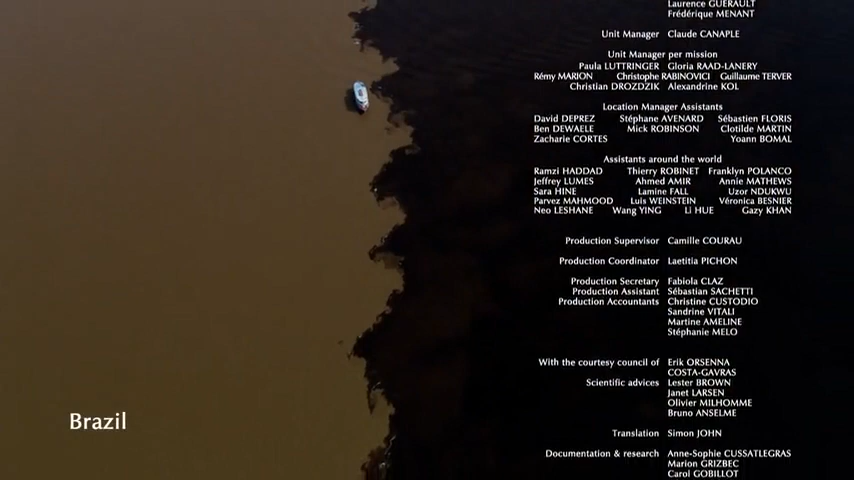 Laurence GUÉRAULT
Frédérique MENANT
Unit Manager Claude CANAPLE
Unit Manager per mission
Paula LUTTRINGER Gloria RAAD-LANERY
Rémy MARION Christophe RABINOVICI Guillaume TERVER
Christian DROZDZIK Alexandrine KOL
Location Manager Assistants
David DEPREZ Stéphane AVENARD Sébastien FLORIS
Ben DEWAELE Mick ROBINSON Clotilde MARTIN
Zacharie CORTES Yoann BOMAL
Assistants around the world
Ramzi HADDAD Thierry ROBINET Franklyn POLANCO
Jeffrey LUMES Ahmed AMIR Annie MATHEWS
Sara HINE Lamine FALL Uzor NDUKWU
Parvez MAHMOOD Luis WEINSTEIN Véronica BESNIER
Neo LESHANE Wang YING Li HUE Gazy KHAN
Production Supervisor Camille COURAU
Production Coordinator Laetitia PICHON
Production Secretary Fabiola CLAZ
Production Assistant Sébastian SACHETTI
Production Accountants Christine CUSTODIO
Sandrine VITALI
Martine AMELINE
Stéphanie MELO
With the courtesy council of Erik ORSENNA
COSTA-GAVRAS
Scientific advices Lester BROWN
Janet LARSEN
Olivier MILHOMME
Bruno ANSELME
Brazil
Translation Simon JOHN
Documentation & research Anne-Sophie CUSSATLEGRAS
Marion GRIZBEC
Carol GOBILLOT